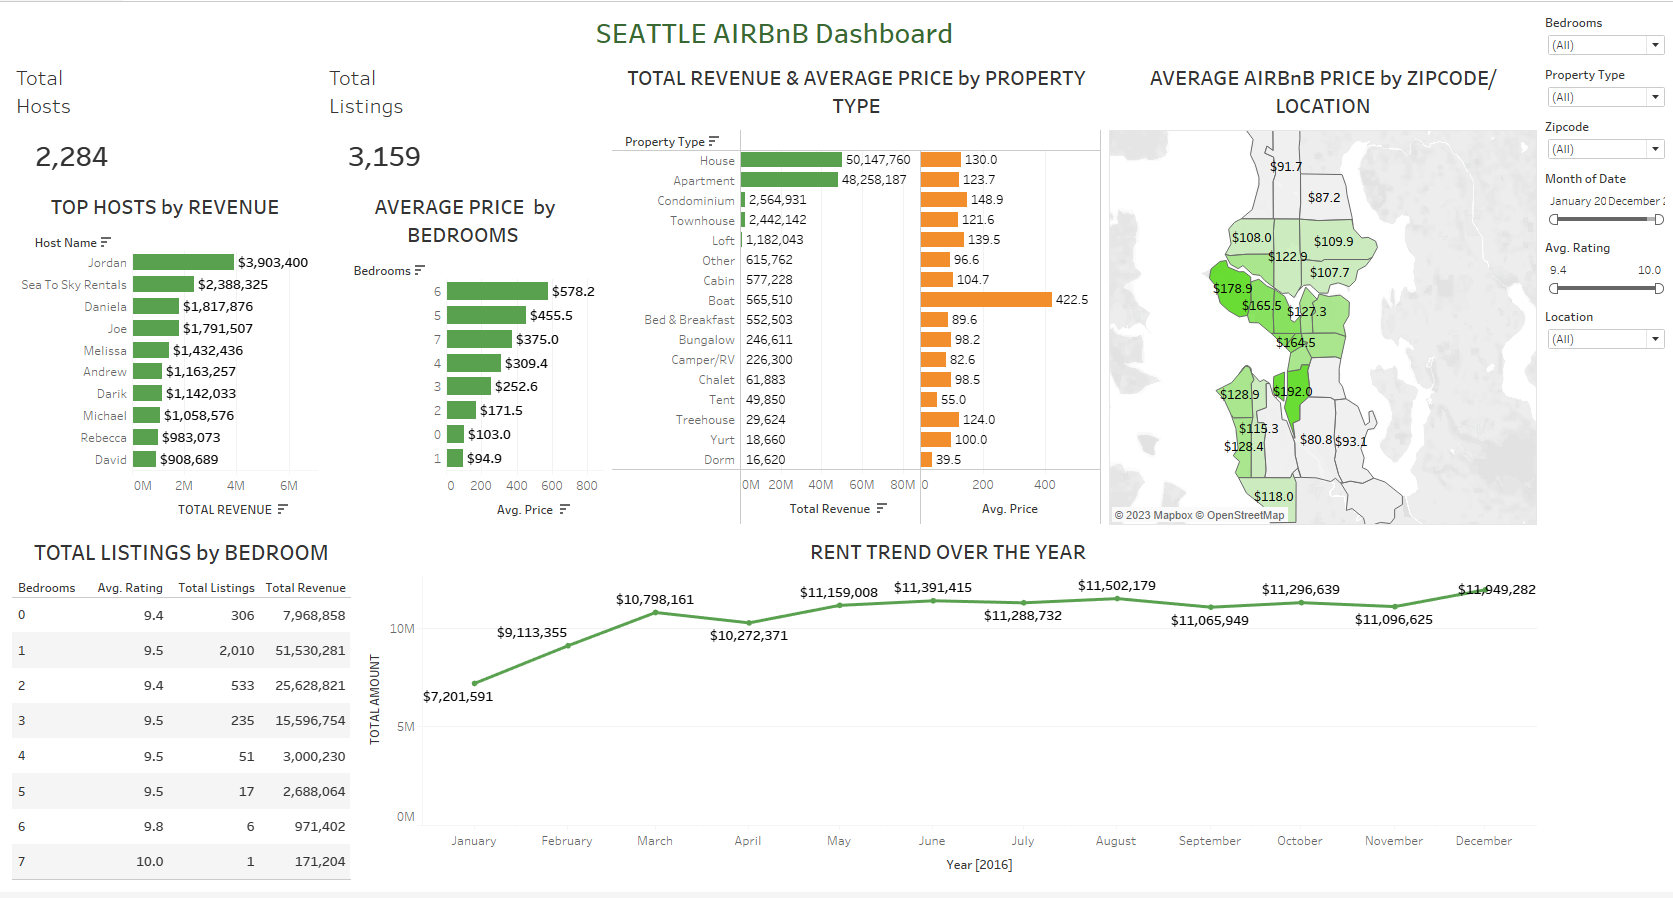 SEATTLE AIRBnB Dashboard
Total
Hosts
2,284
Total
Listings
3,159
TOP HOSTS by REVENUE
Host Name
Jordan $3,903,400
Sea To Sky Rentals $2,388,325
Daniela $1,817,876
Joe $1,791,507
Melissa $1,432,436
Andrew $1,163,257
Darik $1,142,033
Michael $1,058,576
Rebecca $983,073
David $908,689
0M 2M 4M 6M
TOTAL REVENUE
AVERAGE PRICE by
BEDROOMS
Bedrooms
6 $578.2
5 $455.5
7 $375.0
4 $309.4
3 $252.6
2 $171.5
0 $103.0
1 $94.9
0 200 400 600 800
Avg. Price
TOTAL REVENUE & AVERAGE PRICE by PROPERTY
TYPE
Property Type
House 50,147,760 130.0
Apartment 48,258,187 123.7
Condominium 2,564,931 148.9
Townhouse 2,442,142 121.6
Loft 1,182,043 139.5
Other 615,762 96.6
Cabin 577,228 104.7
Boat 565,510 422.5
Bed & Breakfast 552,503 89.6
Bungalow 246,611 98.2
Camper/RV 226,300 82.6
Chalet 61,883 98.5
Tent 49,850 55.0
Treehouse 29,624 124.0
Yurt 18,660 100.0
Dorm 16,620 39.5
0M 20M 40M 60M 80M 0 200 400
Total Revenue Avg. Price
AVERAGE AIRBnB PRICE by ZIPCODE/
LOCATION
$91.7
$87.2
$108.0
$109.9
$122.9
$107.7
$178.9
$165.5
$127.3
$164.5
$192.0
$128.9
$115.3
$128.4
$80.8
$93.1
$118.0
© 2023 Mapbox © OpenStreetMap
Bedrooms
(All)
Property Type
(All)
Zipcode
(All)
Month of Date
January 20 December
Avg. Rating
9.4 10.0
Location
(All)
TOTAL LISTINGS by BEDROOM
Bedrooms Avg. Rating Total Listings Total Revenue
0 9.4 306 7,968,858
1 9.5 2,010 51,530,281
2 9.4 533 25,628,821
3 9.5 235 15,596,754
4 9.5 51 3,000,230
5 9.5 17 2,688,064
6 9.8 6 971,402
7 10.0 1 171,204
RENT TREND OVER THE YEAR
TOTAL AMOUNT
10M
5M
0M
$7,201,591
$9,113,355
$10,798,161
$10,272,371
$11,159,008
$11,391,415
$11,288,732
$11,502,179
$11,065,949
$11,296,639
$11,096,625
$11,949,282
January February March April May June July August September October November December
Year [2016]